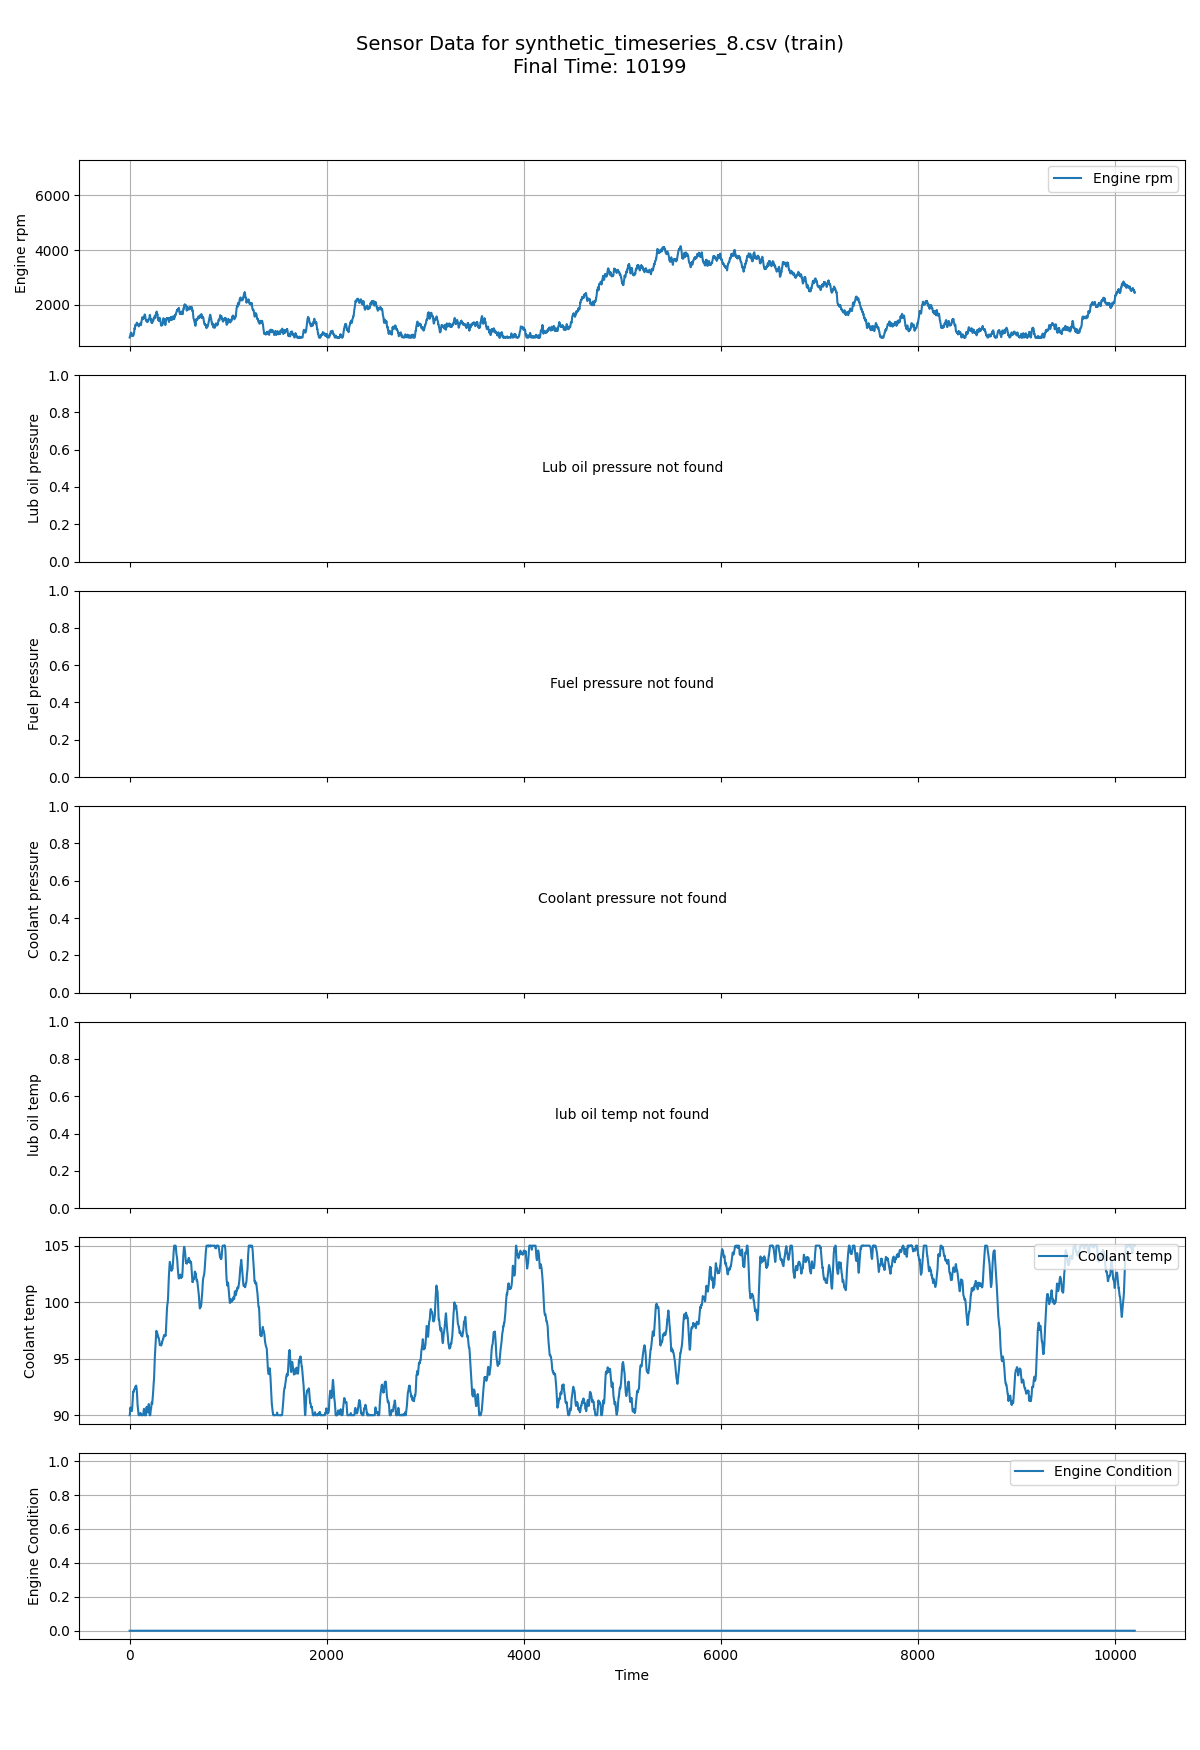 Sensor Data for synthetic_timeseries_8.csv (train)
Final Time: 10199
Engine rpm
6000
4000
2000
Engine rpm
Lub oil pressure
1.0
0.8
0.6
0.4
0.2
0.0
Lub oil pressure not found
Fuel pressure
1.0
0.8
0.6
0.4
0.2
0.0
Fuel pressure not found
Coolant pressure
1.0
0.8
0.6
0.4
0.2
0.0
Coolant pressure not found
lub oil temp
1.0
0.8
0.6
0.4
0.2
0.0
lub oil temp not found
Coolant temp
105
100
95
90
Coolant temp
Engine Condition
1.0
0.8
0.6
0.4
0.2
0.0
Engine Condition
0 2000 4000 6000 8000 10000
Time